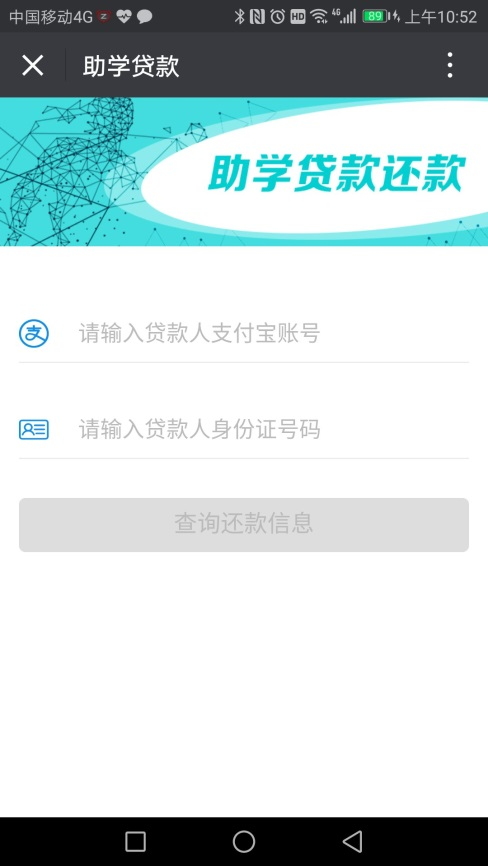 中国移动4G
HD 4G 89 上午10:52
助学贷款
助学贷款还款
请输入贷款人支付宝账号
请输入贷款人身份证号码
查询还款信息